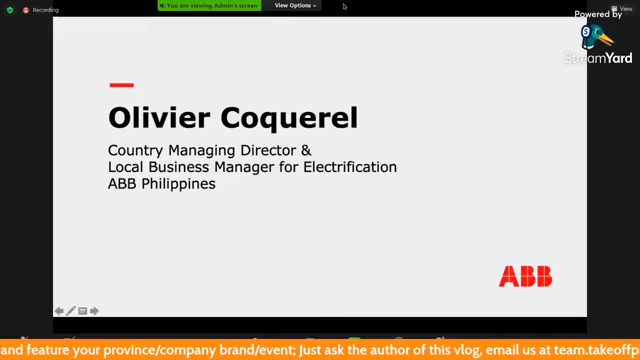 Recording
You are viewing Admin's screen
View Options
View
Powered by
StreamYard
Olivier Coquerel
Country Managing Director &
Local Business Manager for Electrification
ABB Philippines
ABB
and feature your province/company brand/event; Just ask the author of this vlog, email us at team.takeoffp